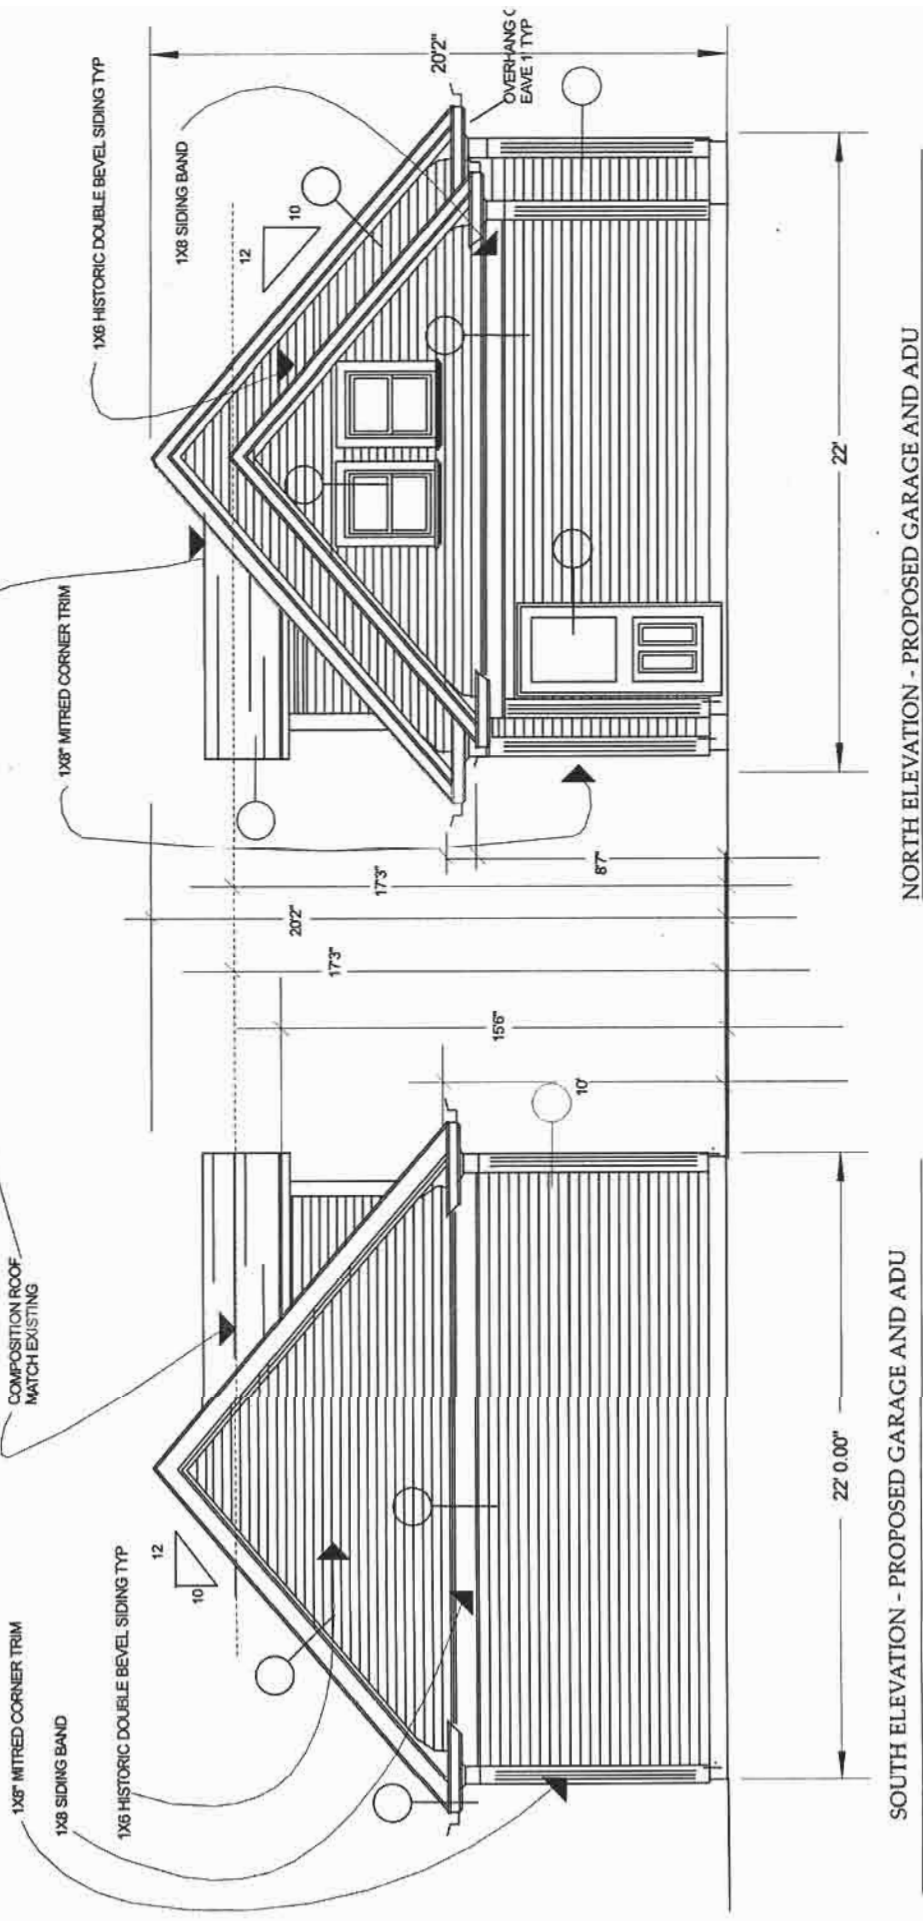 1X8" MITRED CORNER TRIM
1X8 SIDING BAND
1X6 HISTORIC DOUBLE BEVEL SIDING TYP
12
10
COMPOSITION ROOF
MATCH EXISTING
10'
15'6"
17'3"
20'2"
17'3"
8'7"
22' 0.00"
SOUTH ELEVATION - PROPOSED GARAGE AND ADU
1X8" MITRED CORNER TRIM
1X6 HISTORIC DOUBLE BEVEL SIDING TYP
1X8 SIDING BAND
12
10
20'2"
OVERHANG
EAVE 1' TYP
22'
NORTH ELEVATION - PROPOSED GARAGE AND ADU